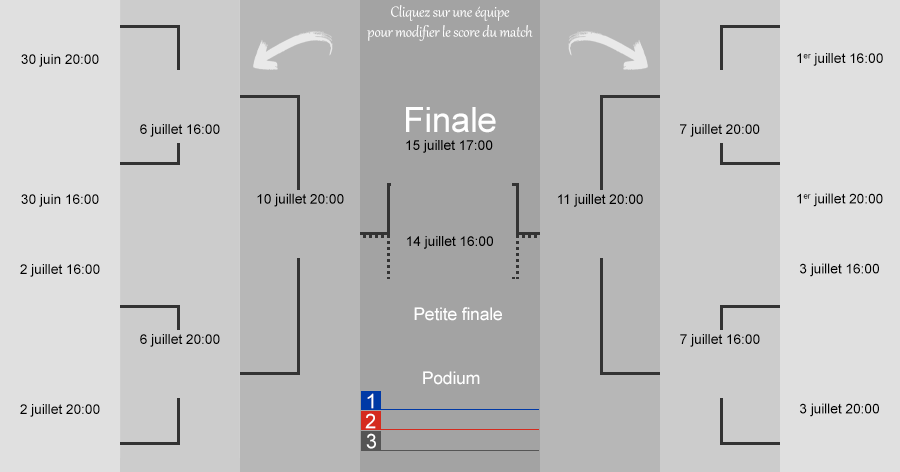 Cliquez sur une équipe
pour modifier le score du match
30 juin 20:00
1er juillet 16:00
Finale
15 juillet 17:00
6 juillet 16:00
7 juillet 20:00
30 juin 16:00
10 juillet 20:00
11 juillet 20:00
1er juillet 20:00
14 juillet 16:00
2 juillet 16:00
3 juillet 16:00
Petite finale
6 juillet 20:00
7 juillet 16:00
Podium
1
2
3
2 juillet 20:00
3 juillet 20:00